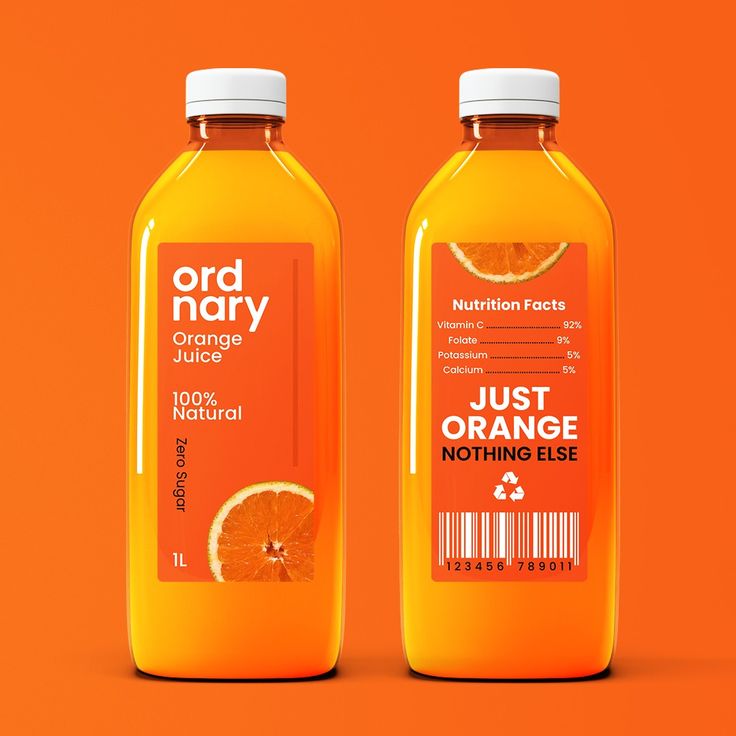 ord
nary
Orange
Juice
100%
Natural
Zero Sugar
1L
Nutrition Facts
Vitamin C ........................... 92%
Folate ........................... 9%
Potassium ........................... 5%
Calcium ........................... 5%
JUST
ORANGE
NOTHING ELSE
123456 789011